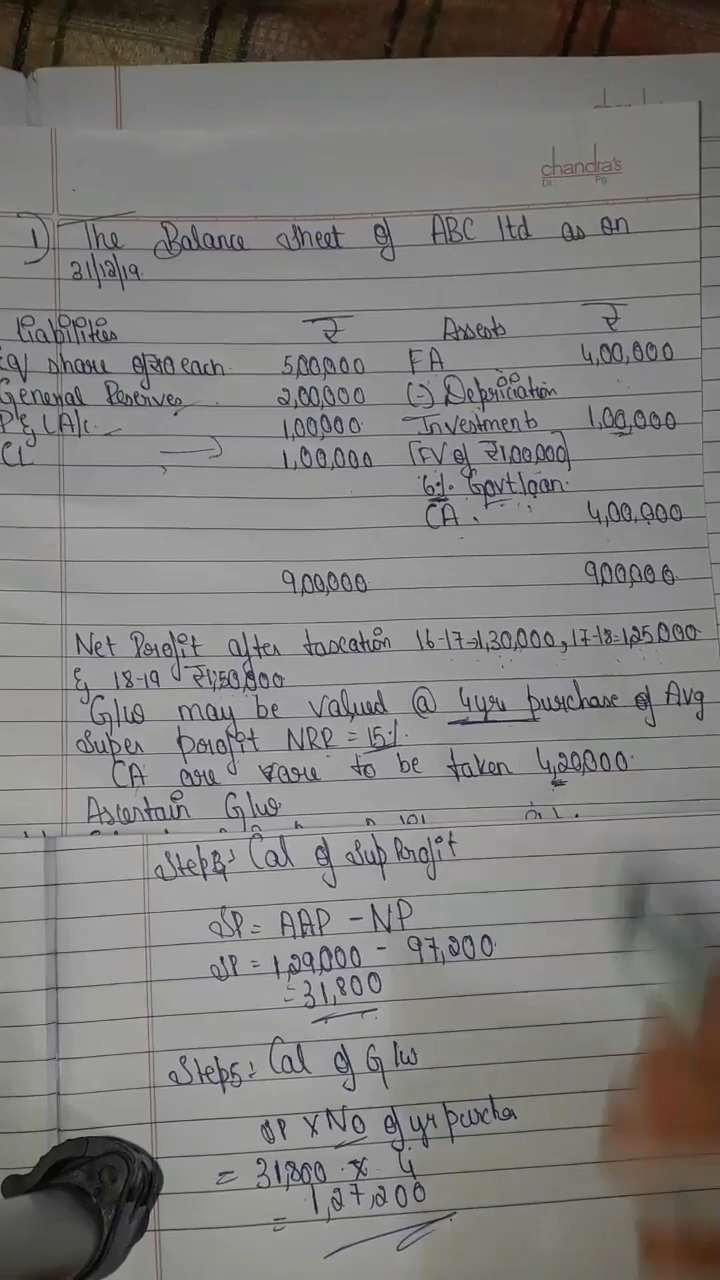 chandra's
Dt: Pg
1) The Balance sheet of ABC ltd as on
31/12/19.
Liabilities ₹ Assests ₹
Eq share of each 5,00,000 FA 4,00,000
General Reserves 2,00,000 (-) Depriciation
P & L A/c 1,00,000 Investment 1,00,000
CL 1,00,000 [FV of ₹1,00,000]
6%. Govt loan
CA. 4,00,000
9,00,000 9,00,000
Net Profit after taxation 16-17-1,30,000, 17-18-1,25,000
& 18-19 ₹1,50,000
G/w may be valued @ 4yrs purchase of Avg
Super profit NRR = 15%.
CA are to be taken 4,20,000
Ascertain G/w
Step: Cal of Sup Profit
SP = AAP - NP
SP = 1,29,000 - 97,200
= 31,800
Step5: Cal of G/w
SP x No of yr purcha
= 31,800 x 4
= 1,27,200